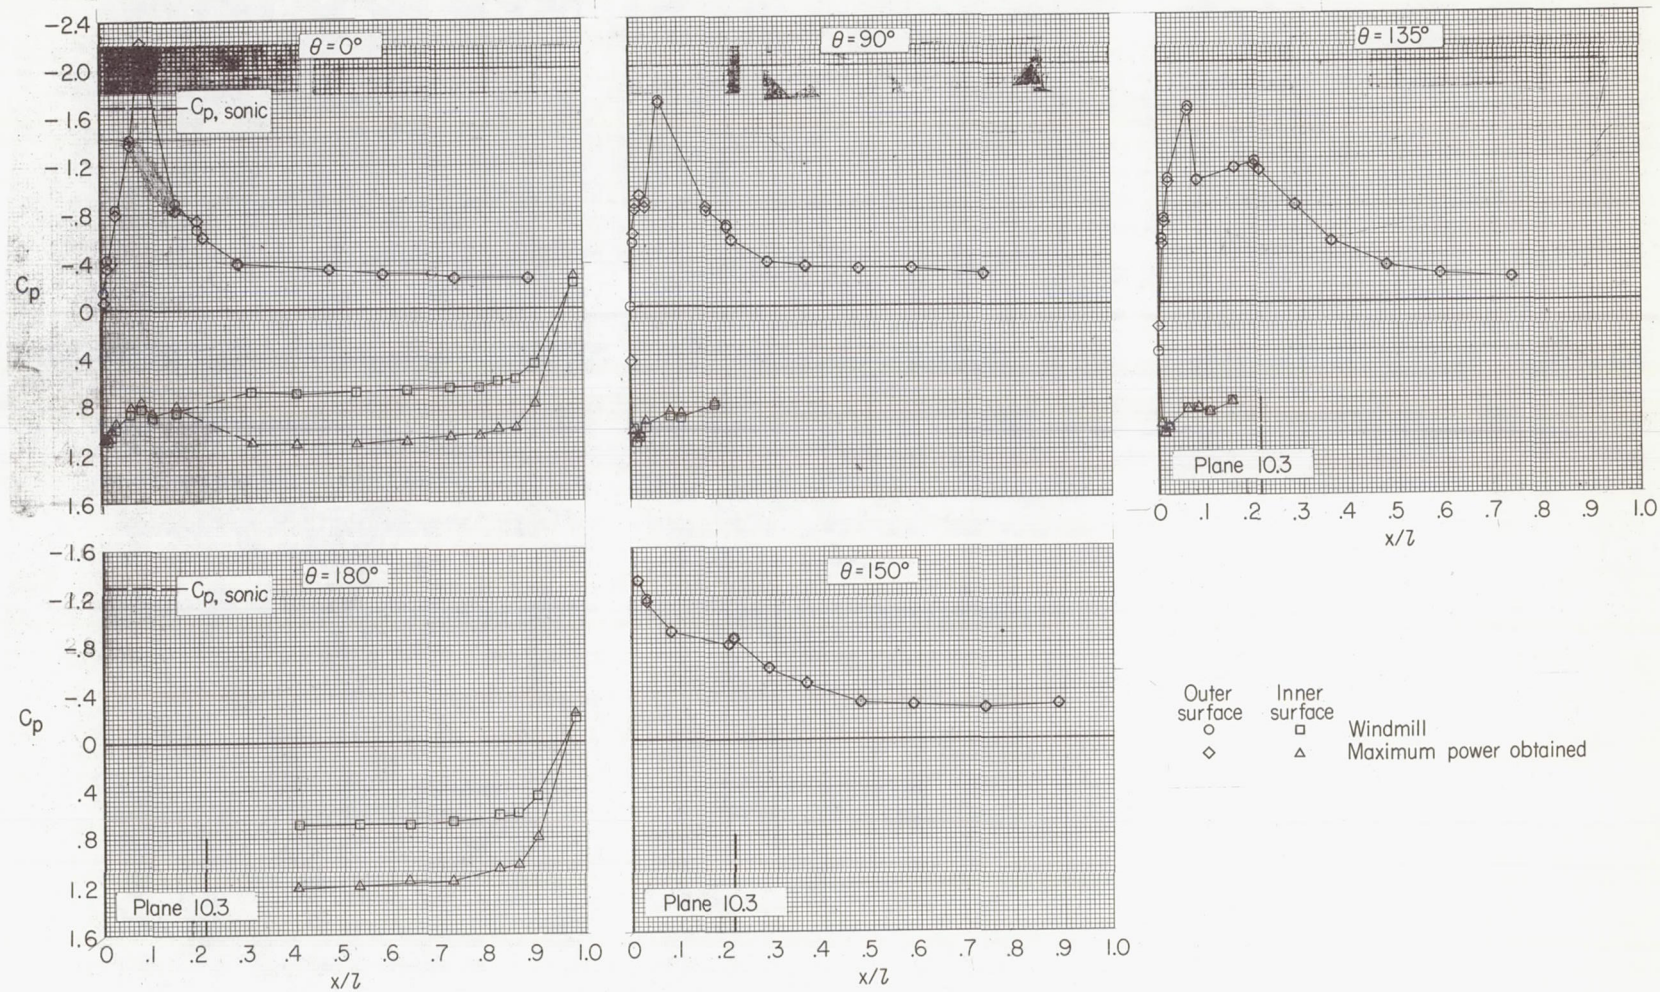 -2.4
-2.0
-1.6
-1.2
-.8
-.4
0
.4
.8
1.2
1.6
Cp
θ = 0°
Cp, sonic
θ = 90°
θ = 135°
Plane 10.3
0 .1 .2 .3 .4 .5 .6 .7 .8 .9 1.0
x/l
-1.6
-1.2
-.8
-.4
0
.4
.8
1.2
1.6
Cp
θ = 180°
Cp, sonic
Plane 10.3
0 .1 .2 .3 .4 .5 .6 .7 .8 .9 1.0
x/l
θ = 150°
Plane 10.3
0 .1 .2 .3 .4 .5 .6 .7 .8 .9 1.0
x/l
Outer Inner
surface surface
Windmill
Maximum power obtained